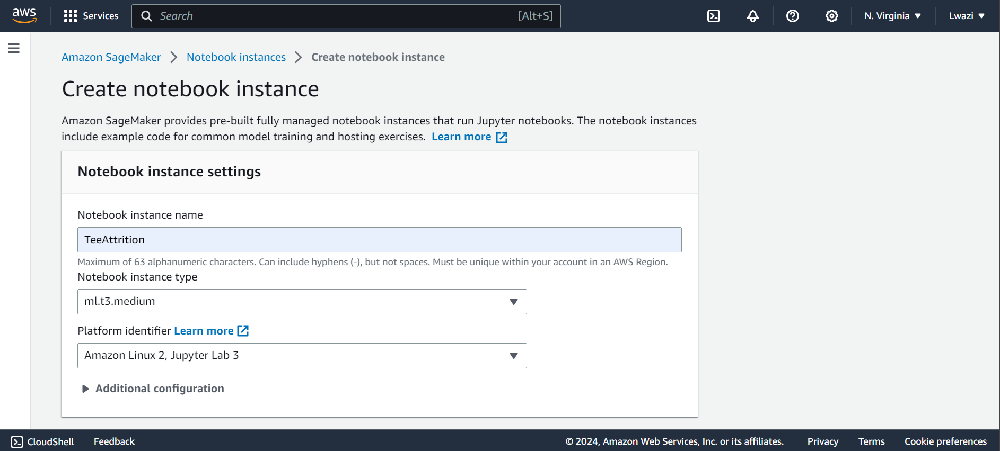 aws
Services
Search
[Alt+S]
N. Virginia
Lwazi
Amazon SageMaker
Notebook instances
Create notebook instance
Create notebook instance
Amazon SageMaker provides pre-built fully managed notebook instances that run Jupyter notebooks. The notebook instances
include example code for common model training and hosting exercises. Learn more
Notebook instance settings
Notebook instance name
TeeAttrition
Maximum of 63 alphanumeric characters. Can include hyphens (-), but not spaces. Must be unique within your account in an AWS Region.
Notebook instance type
ml.t3.medium
Platform identifier Learn more
Amazon Linux 2, Jupyter Lab 3
Additional configuration
CloudShell
Feedback
© 2024, Amazon Web Services, Inc. or its affiliates.
Privacy
Terms
Cookie preferences